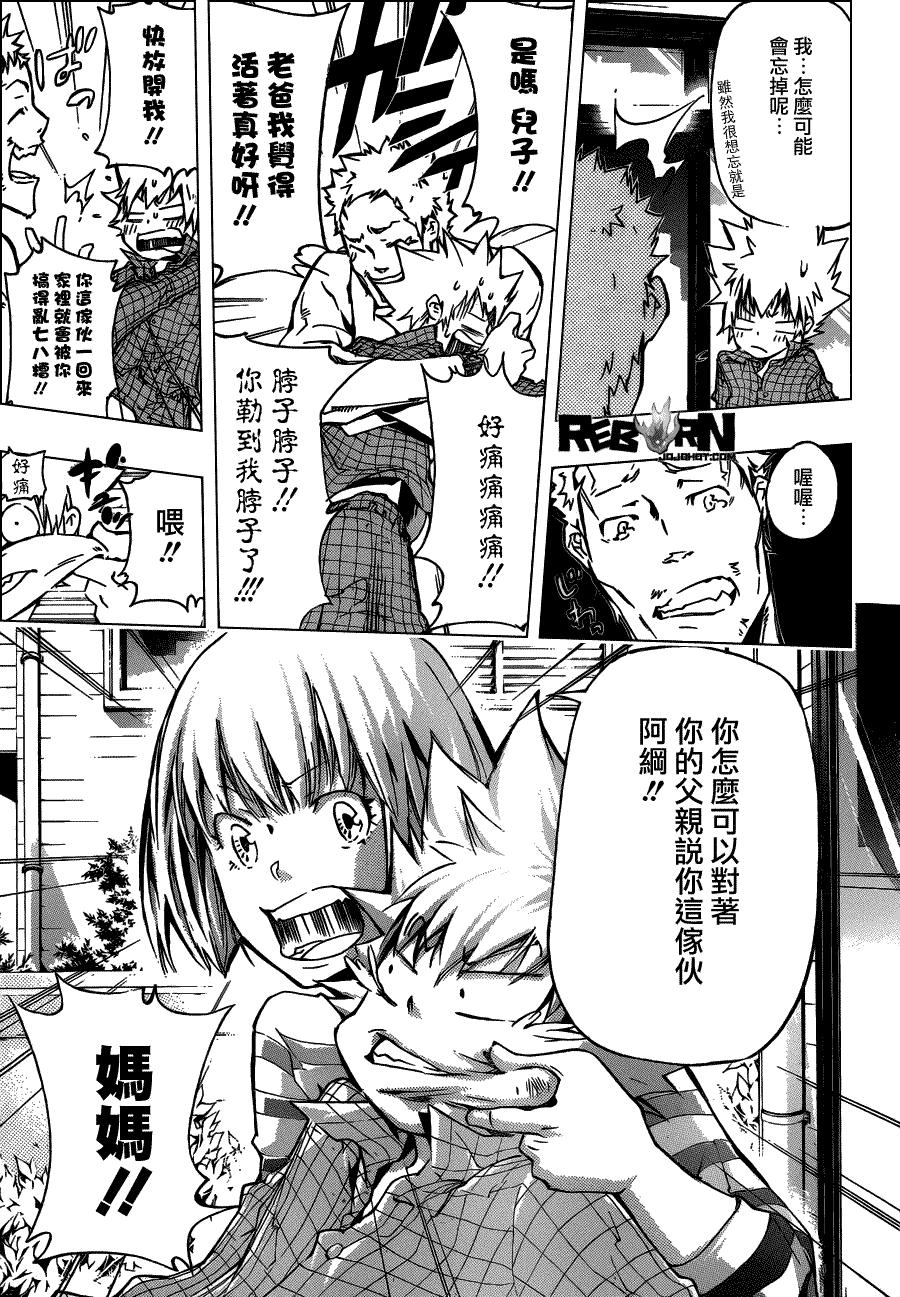 我…怎麼可能
會忘掉呢…
雖然我很想忘就是
REBORN
JOJOHOT.COM
喔喔…
是嗎 兒子!!
老爸我覺得
活著真好呀!!
好痛痛痛痛!!
脖子脖子!!
你勒到我脖子了!!!!
快放開我!!
你這傢伙一回來
家裡就會被你
搞得亂七八糟!!
喂!!
好痛
你怎麼可以對著
你的父親説你這傢伙
阿綱!!
媽媽!!